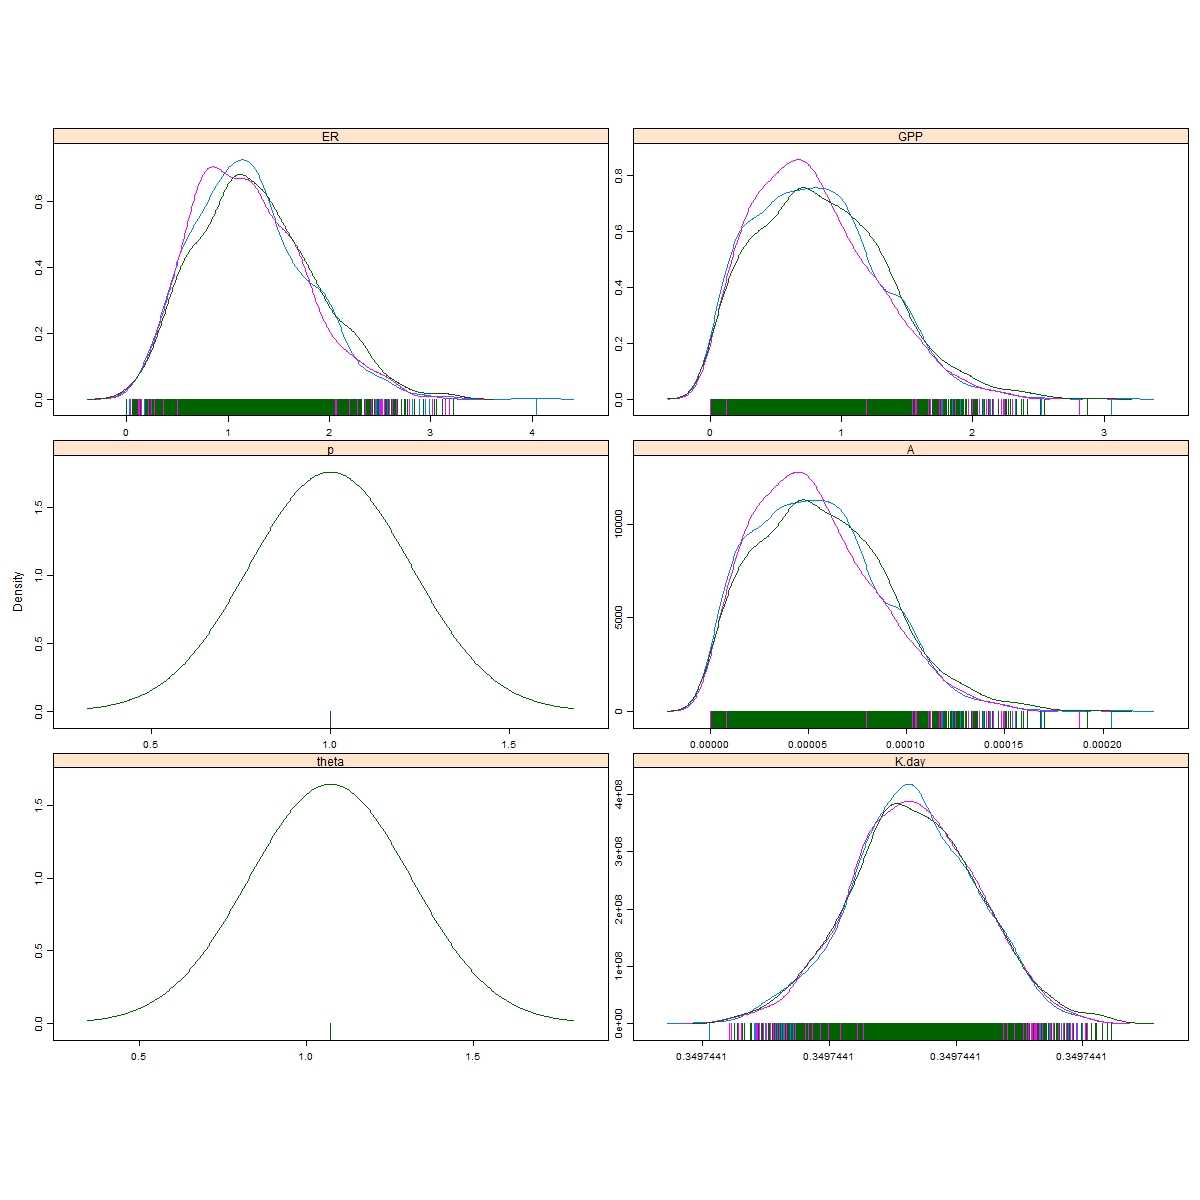 ER
GPP
0.0 0.2 0.4 0.6
0 1 2 3 4
0.0 0.2 0.4 0.6 0.8
0 1 2 3
p
A
Density
0.0 0.5 1.0 1.5
0.5 1.0 1.5
0 5000 10000
0.00000 0.00005 0.00010 0.00015 0.00020
theta
K.day
0.0 0.5 1.0 1.5
0.5 1.0 1.5
0e+00 1e+08 2e+08 3e+08 4e+08
0.3497441 0.3497441 0.3497441 0.3497441